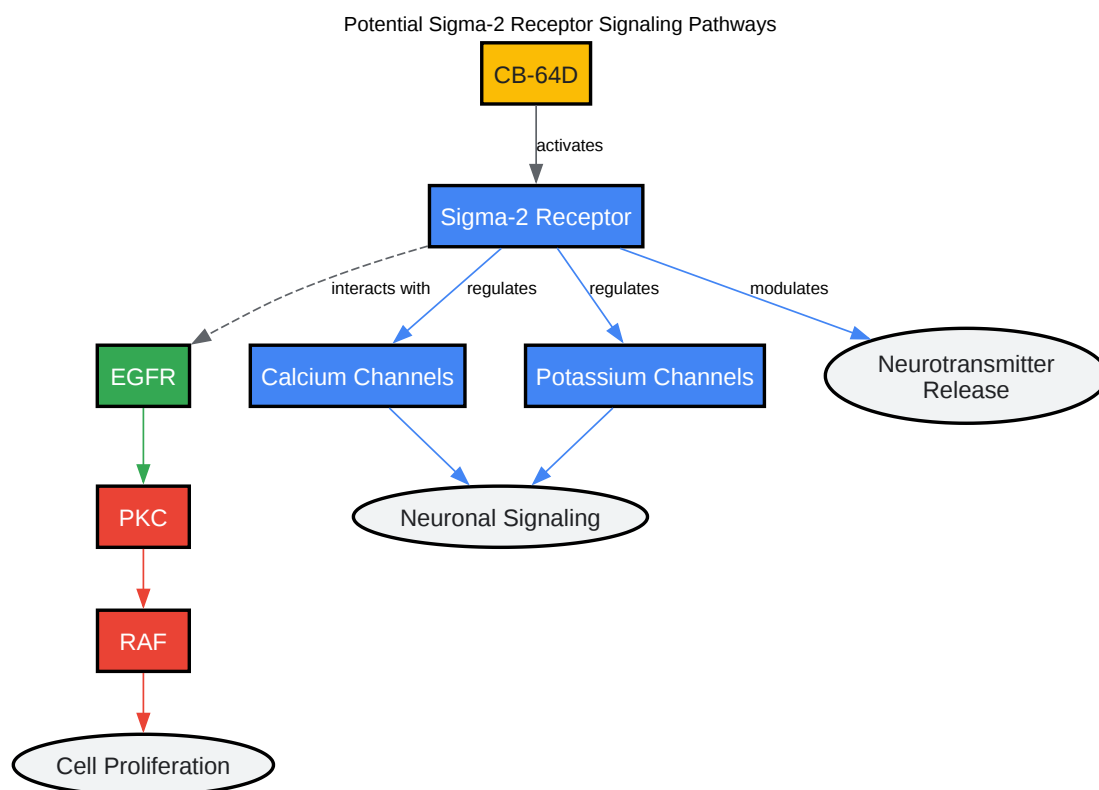 Potential Sigma-2 Receptor Signaling Pathways
CB-64D
activates
Sigma-2 Receptor
interacts with
regulates
regulates
modulates
EGFR
Calcium Channels
Potassium Channels
Neurotransmitter
Release
PKC
Neuronal Signaling
RAF
Cell Proliferation